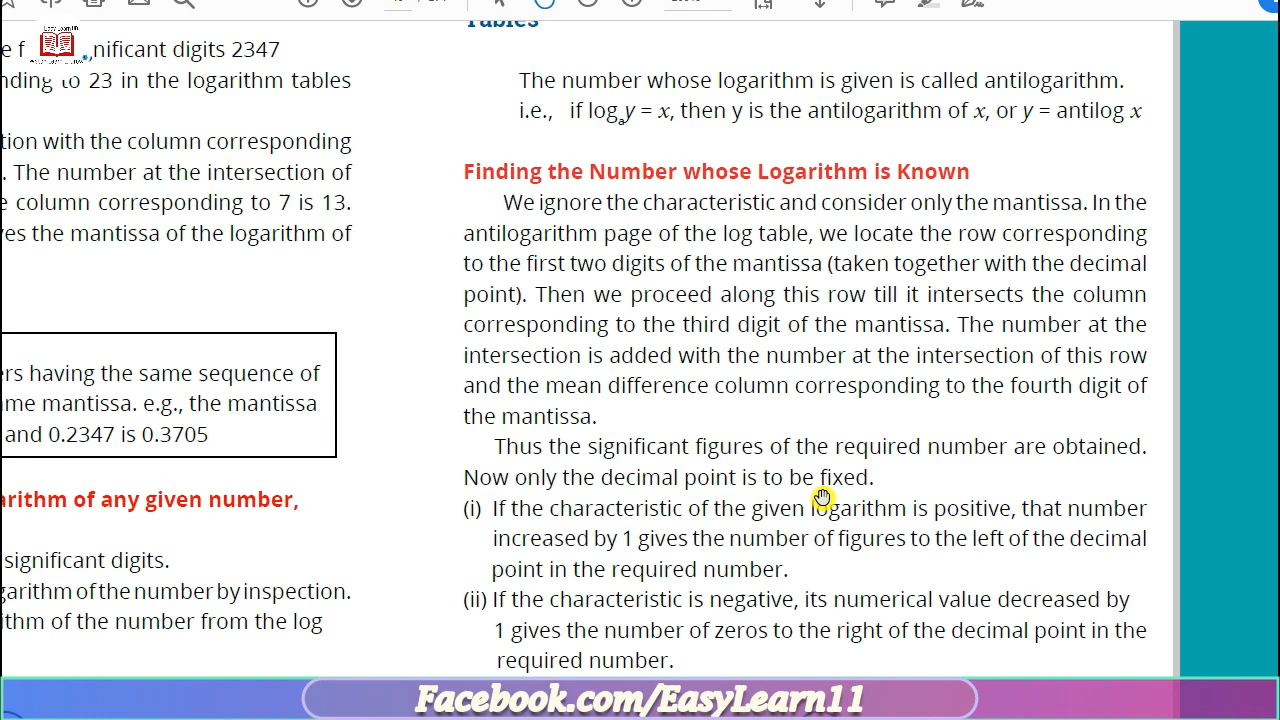 e f
nificant digits 2347
nding to 23 in the logarithm tables
tion with the column corresponding
. The number at the intersection of
e column corresponding to 7 is 13.
es the mantissa of the logarithm of
ers having the same sequence of
ame mantissa. e.g., the mantissa
and 0.2347 is 0.3705
arithm of any given number,
significant digits.
garithm of the number by inspection.
ithm of the number from the log
Tables
The number whose logarithm is given is called antilogarithm.
i.e., if logₐy = x, then y is the antilogarithm of x, or y = antilog x
Finding the Number whose Logarithm is Known
We ignore the characteristic and consider only the mantissa. In the
antilogarithm page of the log table, we locate the row corresponding
to the first two digits of the mantissa (taken together with the decimal
point). Then we proceed along this row till it intersects the column
corresponding to the third digit of the mantissa. The number at the
intersection is added with the number at the intersection of this row
and the mean difference column corresponding to the fourth digit of
the mantissa.
Thus the significant figures of the required number are obtained.
Now only the decimal point is to be fixed.
(i) If the characteristic of the given logarithm is positive, that number
increased by 1 gives the number of figures to the left of the decimal
point in the required number.
(ii) If the characteristic is negative, its numerical value decreased by
1 gives the number of zeros to the right of the decimal point in the
required number.
Facebook.com/EasyLearn11